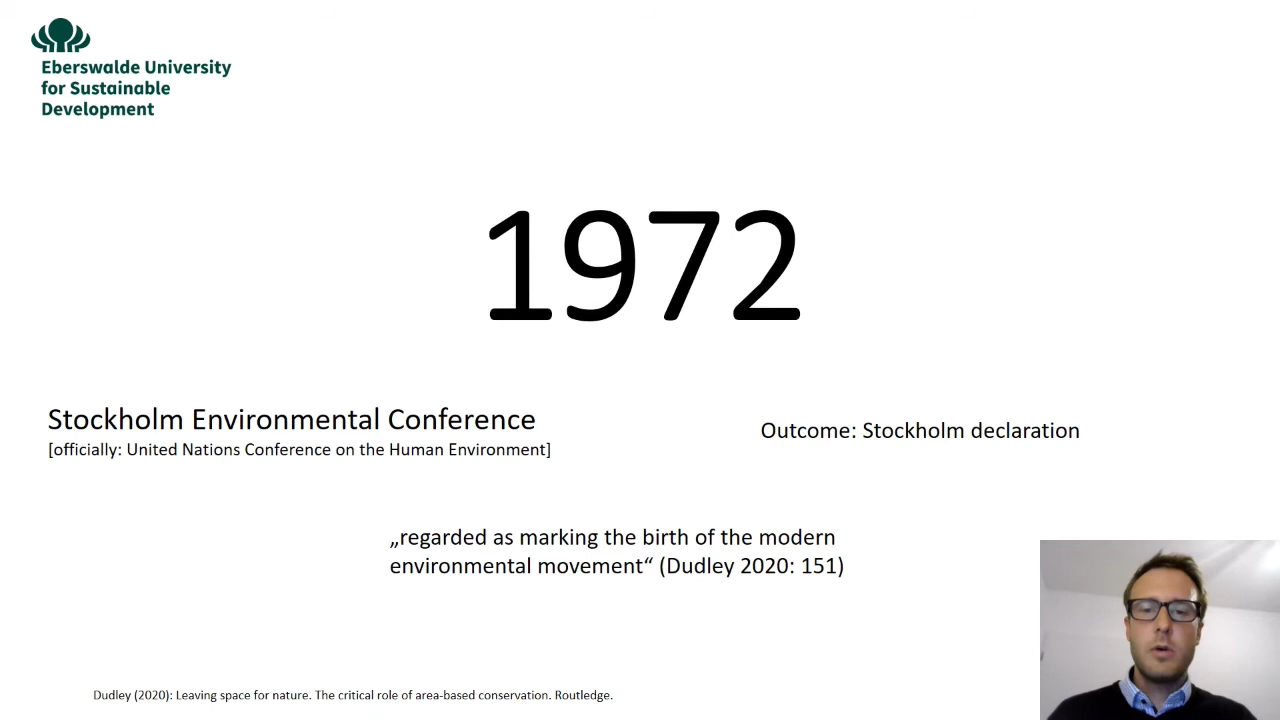 Eberswalde University
for Sustainable
Development
1972
Stockholm Environmental Conference
[officially: United Nations Conference on the Human Environment]
Outcome: Stockholm declaration
„regarded as marking the birth of the modern
environmental movement“ (Dudley 2020: 151)
Dudley (2020): Leaving space for nature. The critical role of area-based conservation. Routledge.